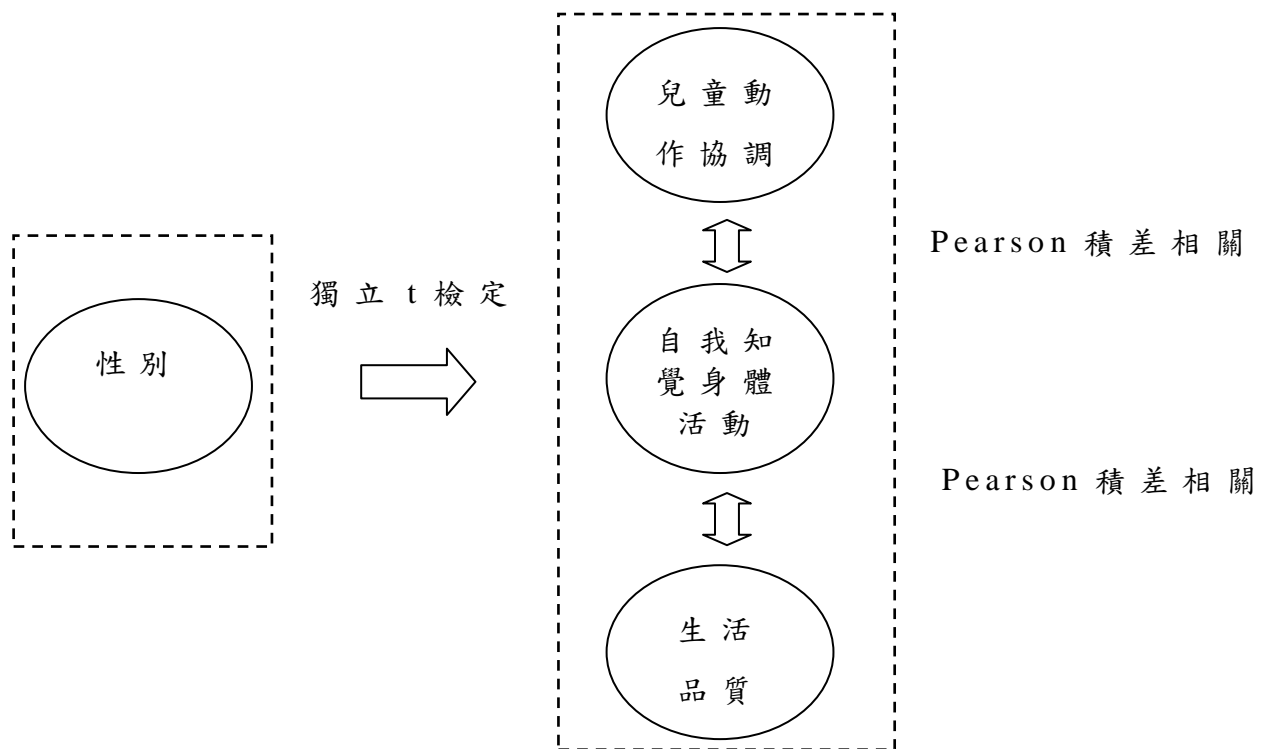 兒童動
作協調
Pearson 積差相關
獨立 t 檢定
性別
自我知
覺身體
活動
Pearson 積差相關
生活
品質